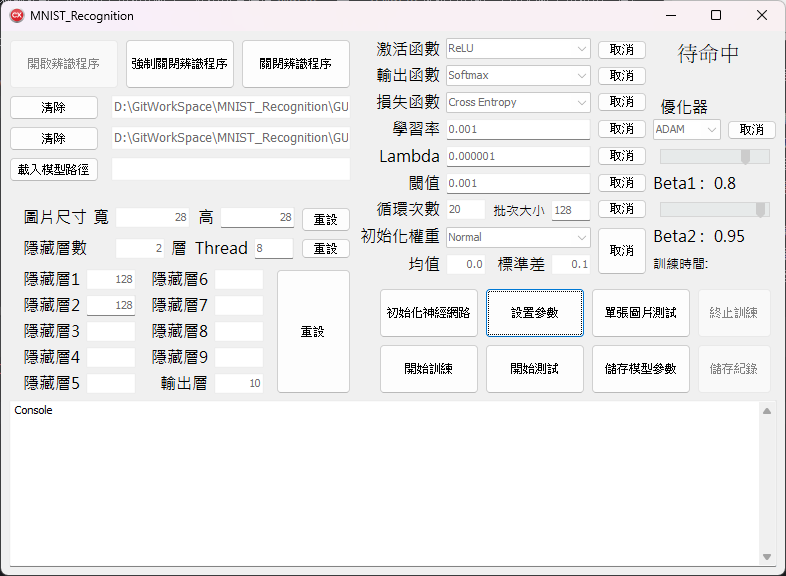 MNIST_Recognition
開啟辨識程序 強制關閉辨識程序 關閉辨識程序
清除 D:\GitWorkSpace\MNIST_Recognition\GU
清除 D:\GitWorkSpace\MNIST_Recognition\GU
載入模型路徑
圖片尺寸 寬 28 高 28 重設
隱藏層數 2 層 Thread 8 重設
隱藏層1 128 隱藏層6
隱藏層2 128 隱藏層7
隱藏層3 隱藏層8
隱藏層4 隱藏層9
隱藏層5 輸出層 10
重設
激活函數 ReLU 取消
輸出函數 Softmax 取消
損失函數 Cross Entropy 取消
學習率 0.001 取消
Lambda 0.000001 取消
閾值 0.001 取消
循環次數 20 批次大小 128 取消
初始化權重 Normal 取消
均值 0.0 標準差 0.1
待命中
優化器
ADAM 取消
Beta1： 0.8
Beta2： 0.95
訓練時間:
初始化神經網路 設置參數 單張圖片測試 終止訓練
開始訓練 開始測試 儲存模型參數 儲存紀錄
Console